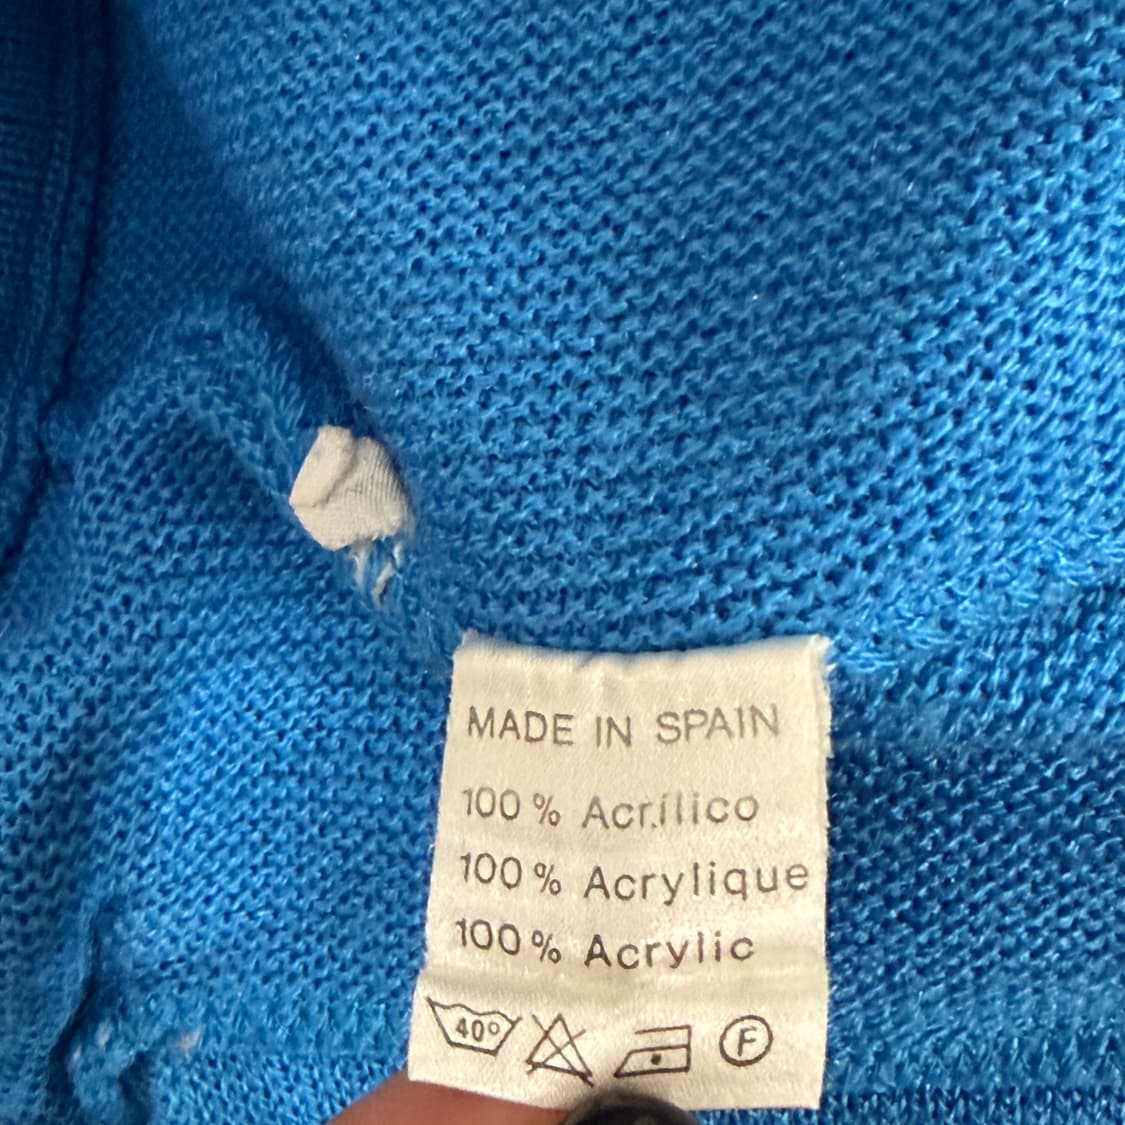 MADE IN SPAIN
100% Acrílico
100% Acrylique
100% Acrylic
40° F